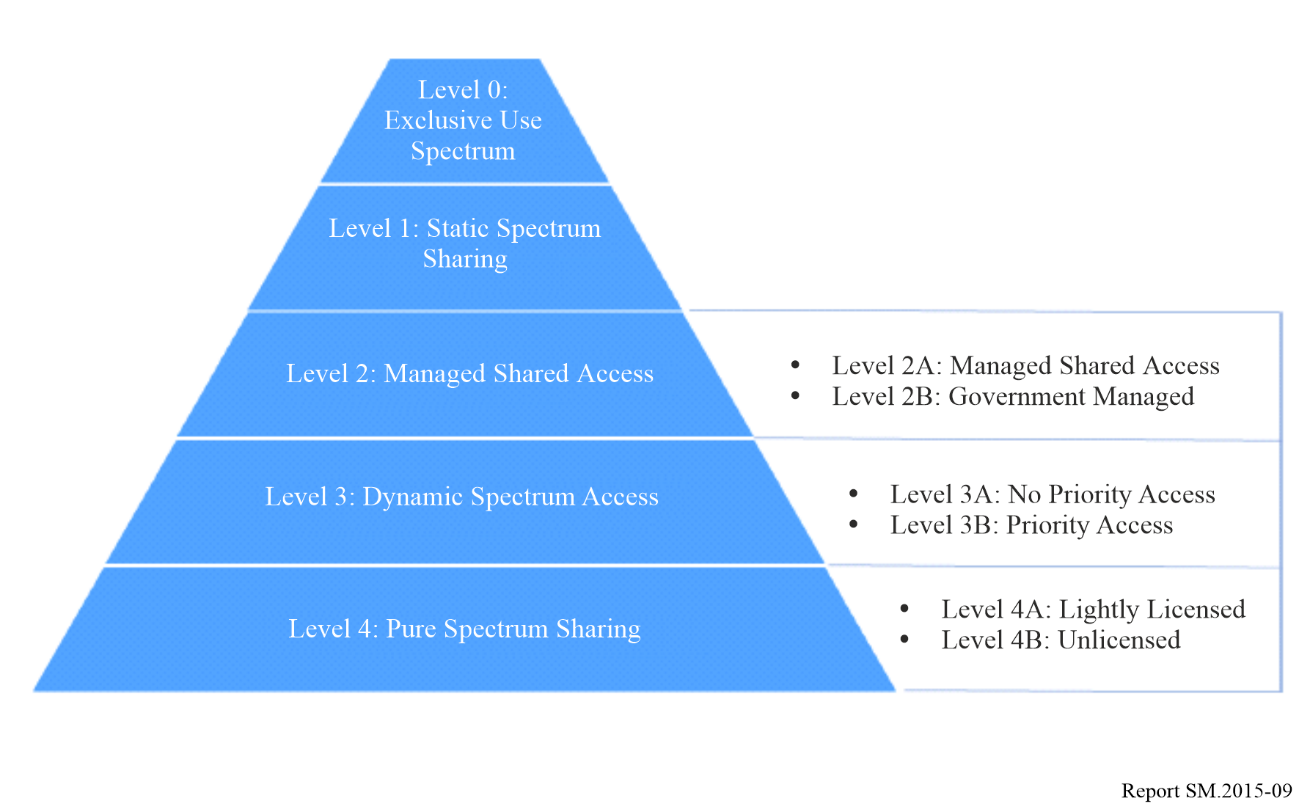 Level 0:
Exclusive Use
Spectrum
Level 1: Static Spectrum
Sharing
Level 2: Managed Shared Access
• Level 2A: Managed Shared Access
• Level 2B: Government Managed
Level 3: Dynamic Spectrum Access
• Level 3A: No Priority Access
• Level 3B: Priority Access
Level 4: Pure Spectrum Sharing
• Level 4A: Lightly Licensed
• Level 4B: Unlicensed
Report SM.2015-09